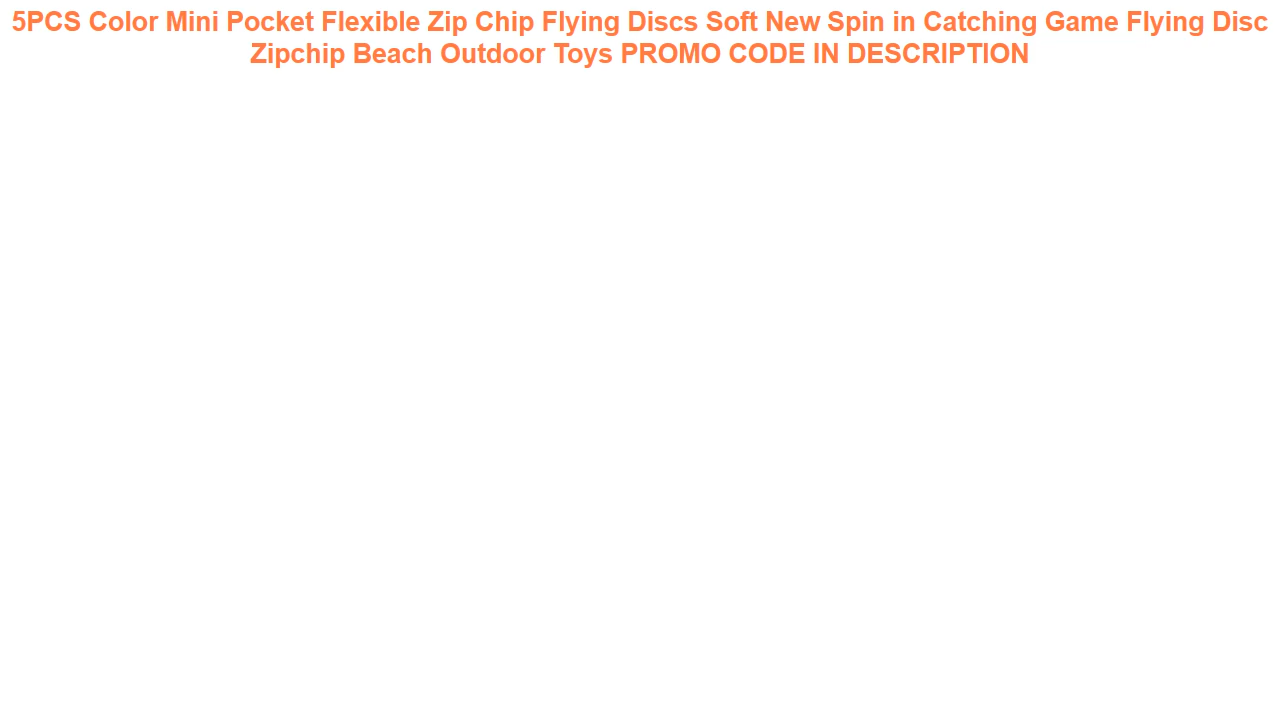 5PCS Color Mini Pocket Flexible Zip Chip Flying Discs Soft New Spin in Catching Game Flying Disc
Zipchip Beach Outdoor Toys PROMO CODE IN DESCRIPTION